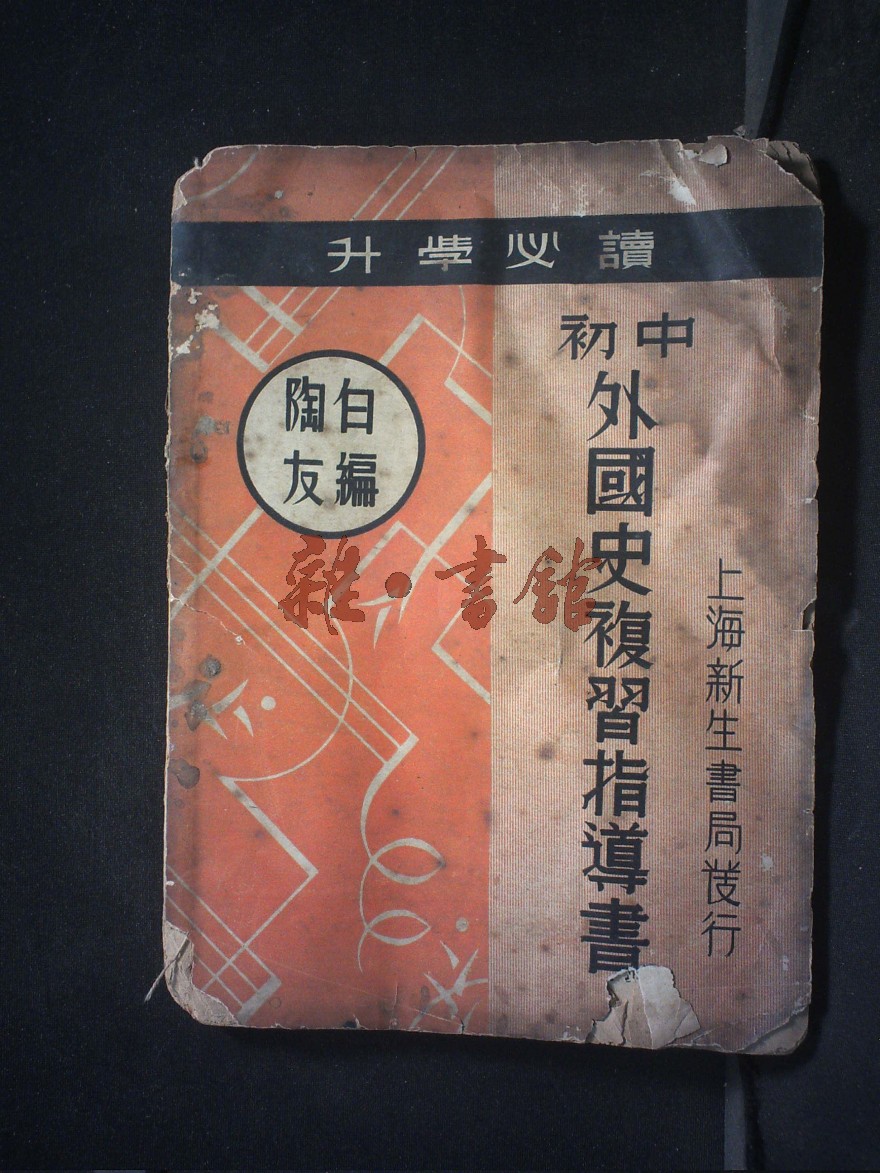 升學必讀
初中
外國史複習指導書
上海新生書局發行
陶友
白編
雜·書館